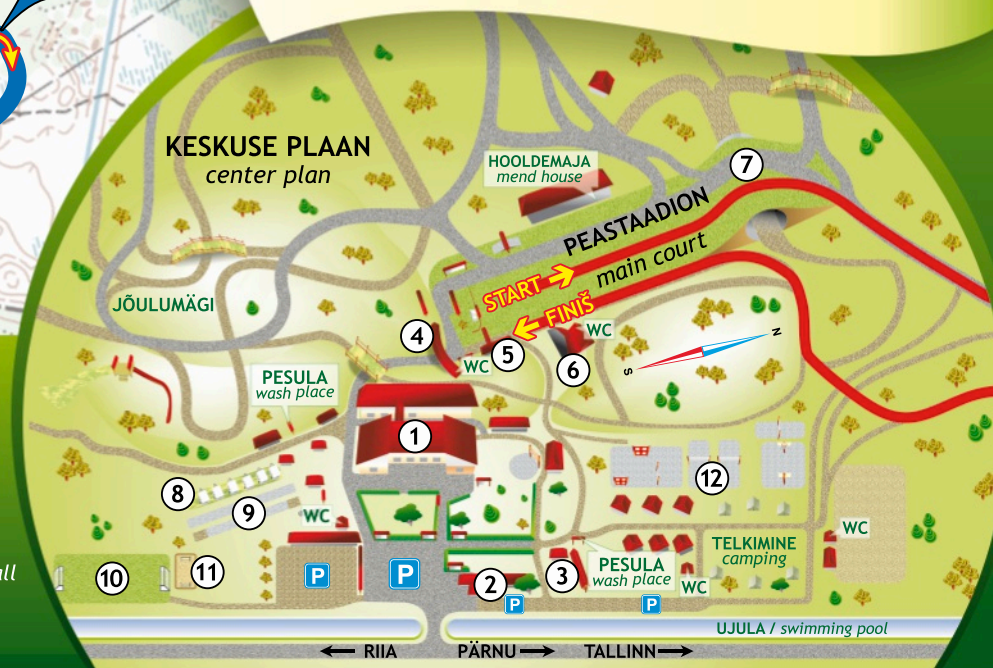 KESKUSE PLAAN
center plan
HOOLDEMAJA
mend house
7
PEASTAADION
main court
START
FINIŠ
JÕULUMÄGI
4
5
WC
WC
6
N
S
PESULA
wash place
1
8
9
WC
12
WC
TELKIMINE
camping
PESULA
wash place
WC
all
10
11
P
P
2
3
P
P
UJULA / swimming pool
RIIA
PÄRNU
TALLINN